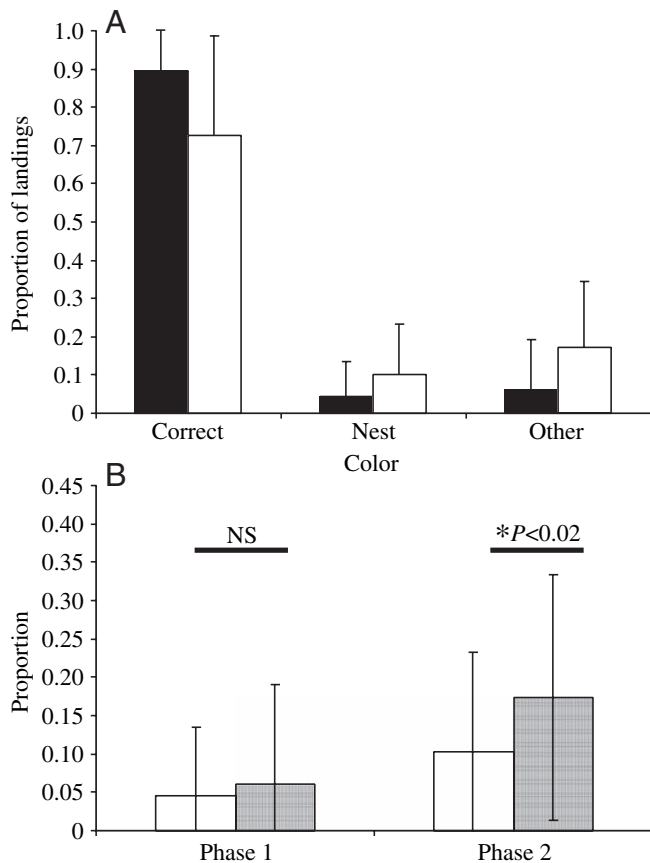 A
1.0
0.9
0.8
0.7
0.6
0.5
0.4
0.3
0.2
0.1
0
Proportion of landings
Correct Nest Other
Color
B
0.45
0.40
0.35
0.30
0.25
0.20
0.15
0.10
0.05
0
Proportion
NS *P<0.02
Phase 1 Phase 2